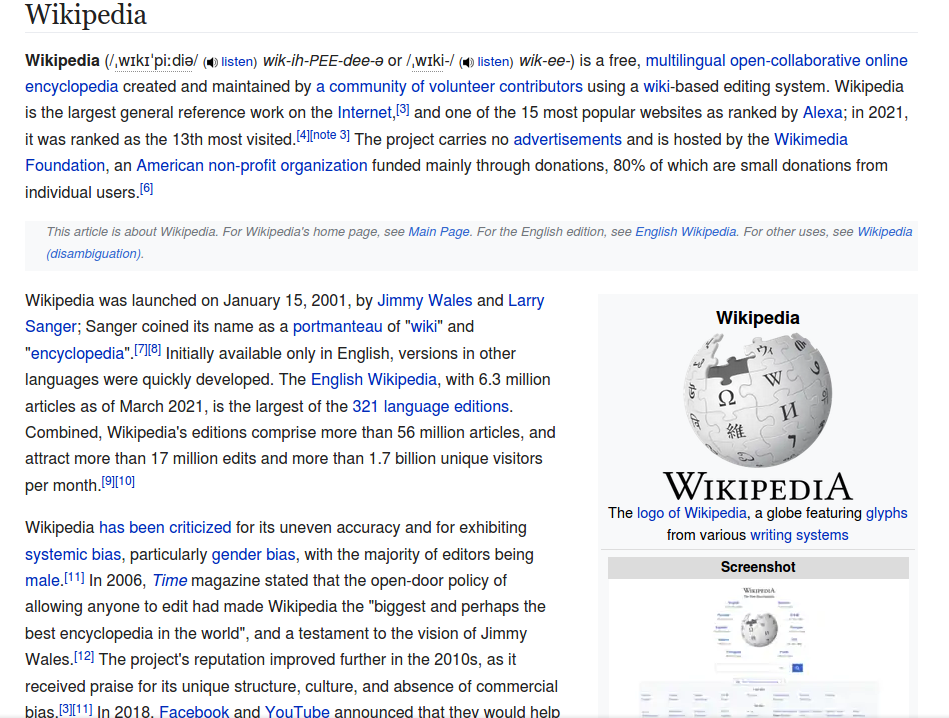 Wikipedia
Wikipedia (/ˌwɪkɪˈpiːdiə/ (listen) wik-ih-PEE-dee-ə or /ˌwɪki-/ (listen) wik-ee-) is a free, multilingual open-collaborative online
encyclopedia created and maintained by a community of volunteer contributors using a wiki-based editing system. Wikipedia
is the largest general reference work on the Internet,[3] and one of the 15 most popular websites as ranked by Alexa; in 2021,
it was ranked as the 13th most visited.[4][note 3] The project carries no advertisements and is hosted by the Wikimedia
Foundation, an American non-profit organization funded mainly through donations, 80% of which are small donations from
individual users.[6]
This article is about Wikipedia. For Wikipedia's home page, see Main Page. For the English edition, see English Wikipedia. For other uses, see Wikipedia
(disambiguation).
Wikipedia was launched on January 15, 2001, by Jimmy Wales and Larry
Sanger; Sanger coined its name as a portmanteau of "wiki" and
"encyclopedia".[7][8] Initially available only in English, versions in other
languages were quickly developed. The English Wikipedia, with 6.3 million
articles as of March 2021, is the largest of the 321 language editions.
Combined, Wikipedia's editions comprise more than 56 million articles, and
attract more than 17 million edits and more than 1.7 billion unique visitors
per month.[9][10]
Wikipedia has been criticized for its uneven accuracy and for exhibiting
systemic bias, particularly gender bias, with the majority of editors being
male.[11] In 2006, Time magazine stated that the open-door policy of
allowing anyone to edit had made Wikipedia the "biggest and perhaps the
best encyclopedia in the world", and a testament to the vision of Jimmy
Wales.[12] The project's reputation improved further in the 2010s, as it
received praise for its unique structure, culture, and absence of commercial
bias.[3][11] In 2018, Facebook and YouTube announced that they would help
Wikipedia
Ω W И 維 ウィ
WIKIPEDIA
The logo of Wikipedia, a globe featuring glyphs
from various writing systems
Screenshot
WIKIPEDIA